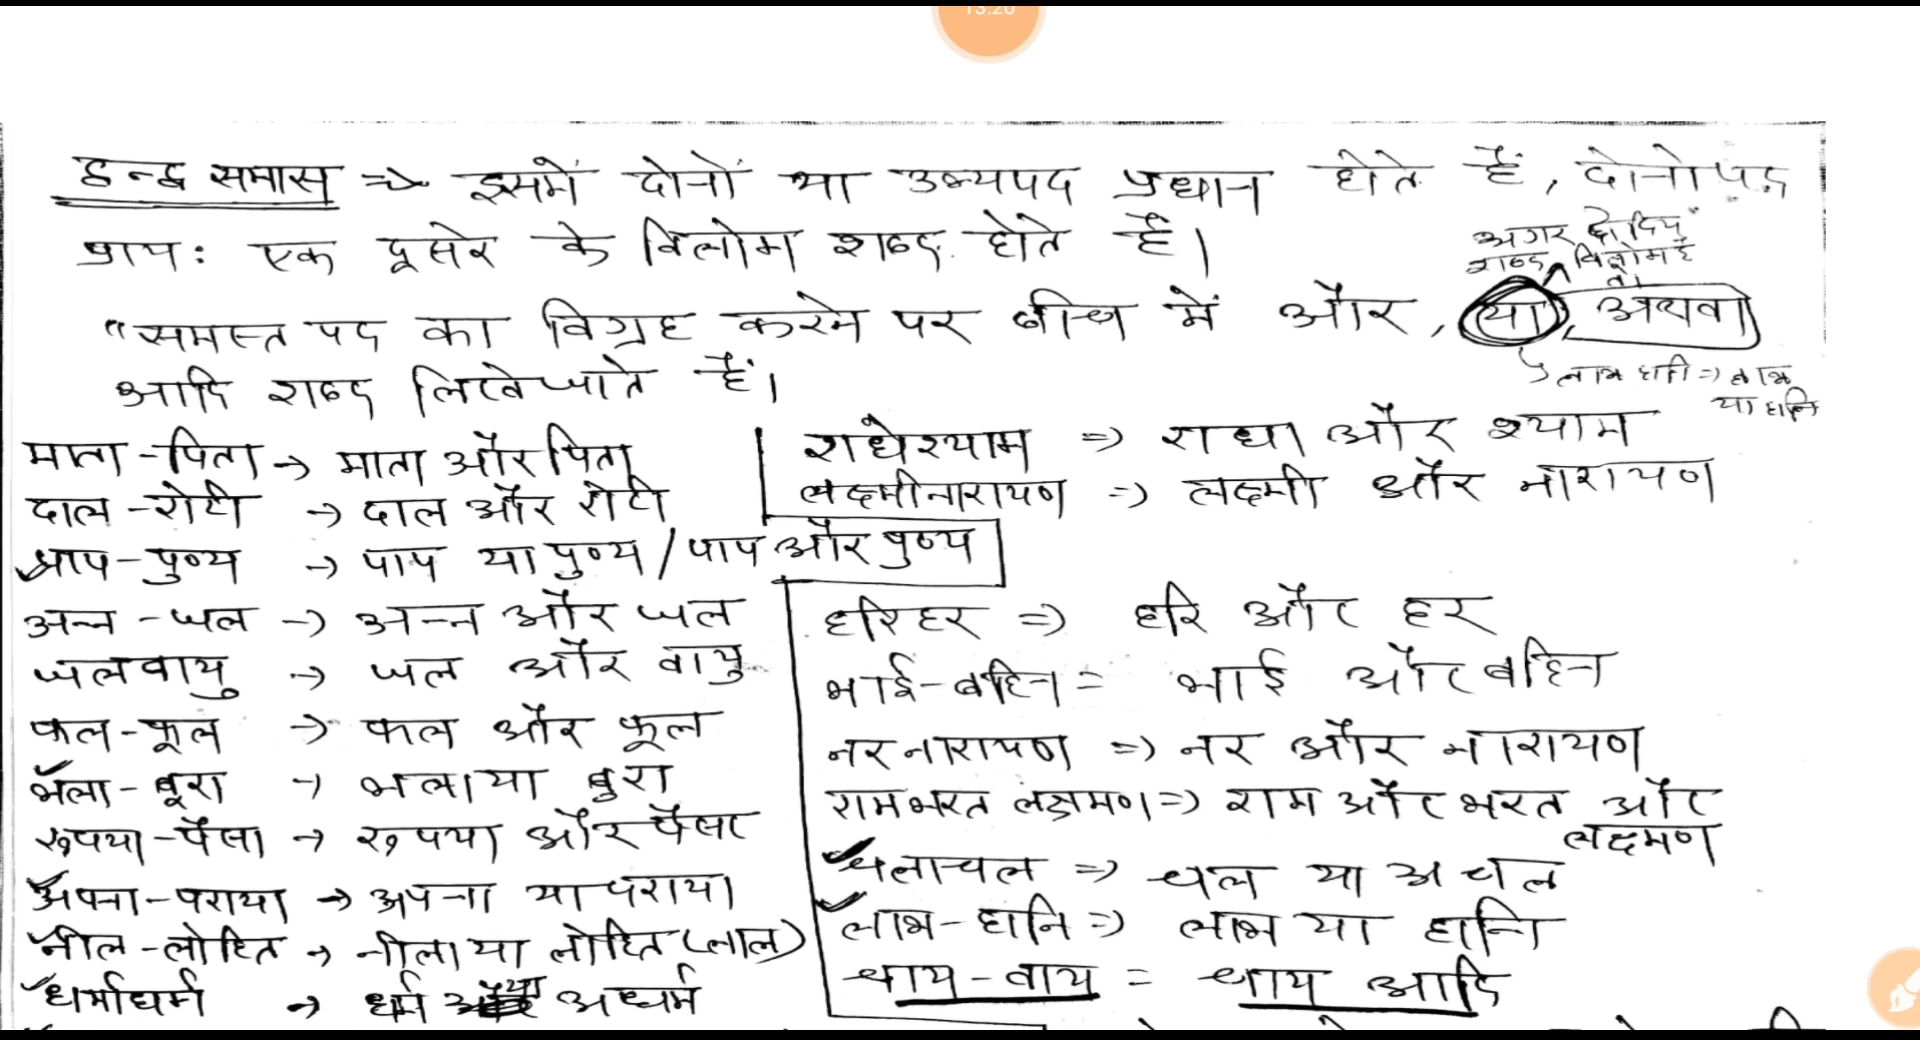 13:20
द्वन्द्व समास => इसमें दोनों या उभयपद प्रधान होते हैं, दोनो पद
प्राय: एक दूसरे के विलोम शब्द होते हैं।
अगर दो दिये
शब्द विलोम है
तो
"समस्त पद का विग्रह करने पर बीच में और, या, अथवा
आदि शब्द लिखे जाते हैं।
लाभ हानि => लाभ
या हानि
माता-पिता -> माता और पिता
दाल-रोटी -> दाल और रोटी
पाप-पुण्य -> पाप या पुण्य / पाप और पुण्य
अन्न-जल -> अन्न और जल
जलवायु -> जल और वायु
फल-फूल -> फल और फूल
भला-बूरा -> भला या बुरा
रुपया-पैसा -> रुपया और पैसा
अपना-पराया -> अपना या पराया
नील-लोहित -> नीला या लोहित (लाल)
धर्माधर्म -> धर्म या अधर्म
राधेश्याम => राधा और श्याम
लक्ष्मीनारायण => लक्ष्मी और नारायण
हरिहर => हरि और हर
भाई-बहिन = भाई और बहिन
नरनारायण => नर और नारायण
रामभरत लक्ष्मण => राम और भरत और
लक्ष्मण
चलाचल => चल या अचल
लाभ-हानि => लाभ या हानि
चाय-वाय = चाय आदि